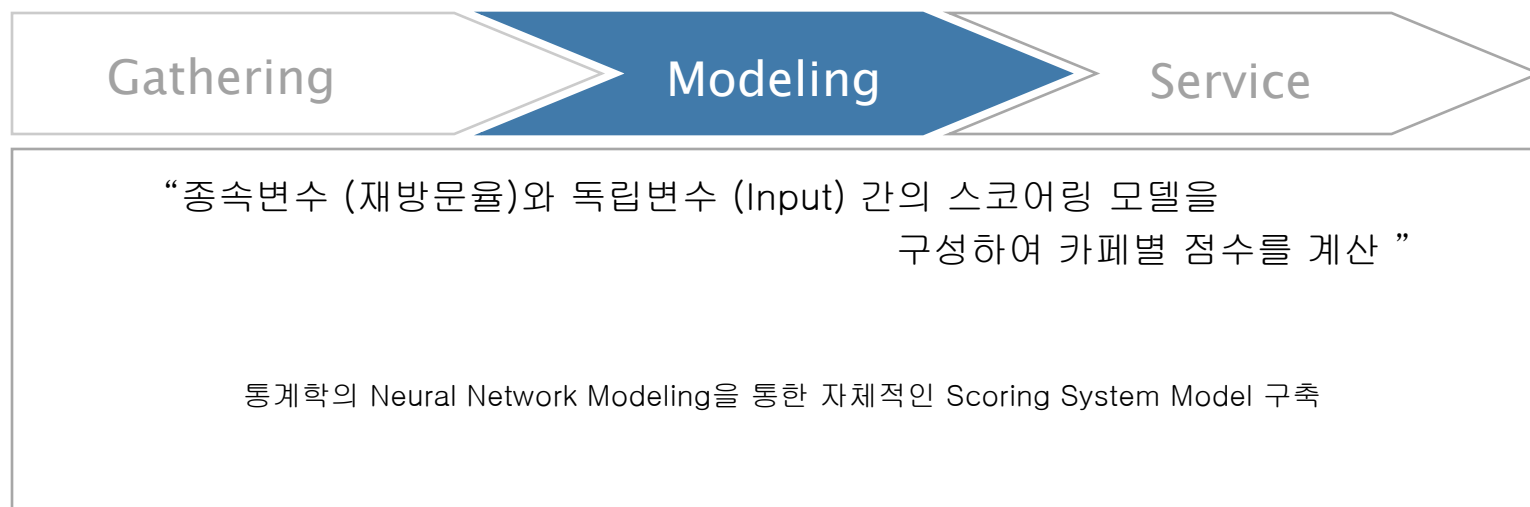 Gathering
Modeling
Service
“종속변수 (재방문율)와 독립변수 (Input) 간의 스코어링 모델을
구성하여 카페별 점수를 계산 ”
통계학의 Neural Network Modeling을 통한 자체적인 Scoring System Model 구축